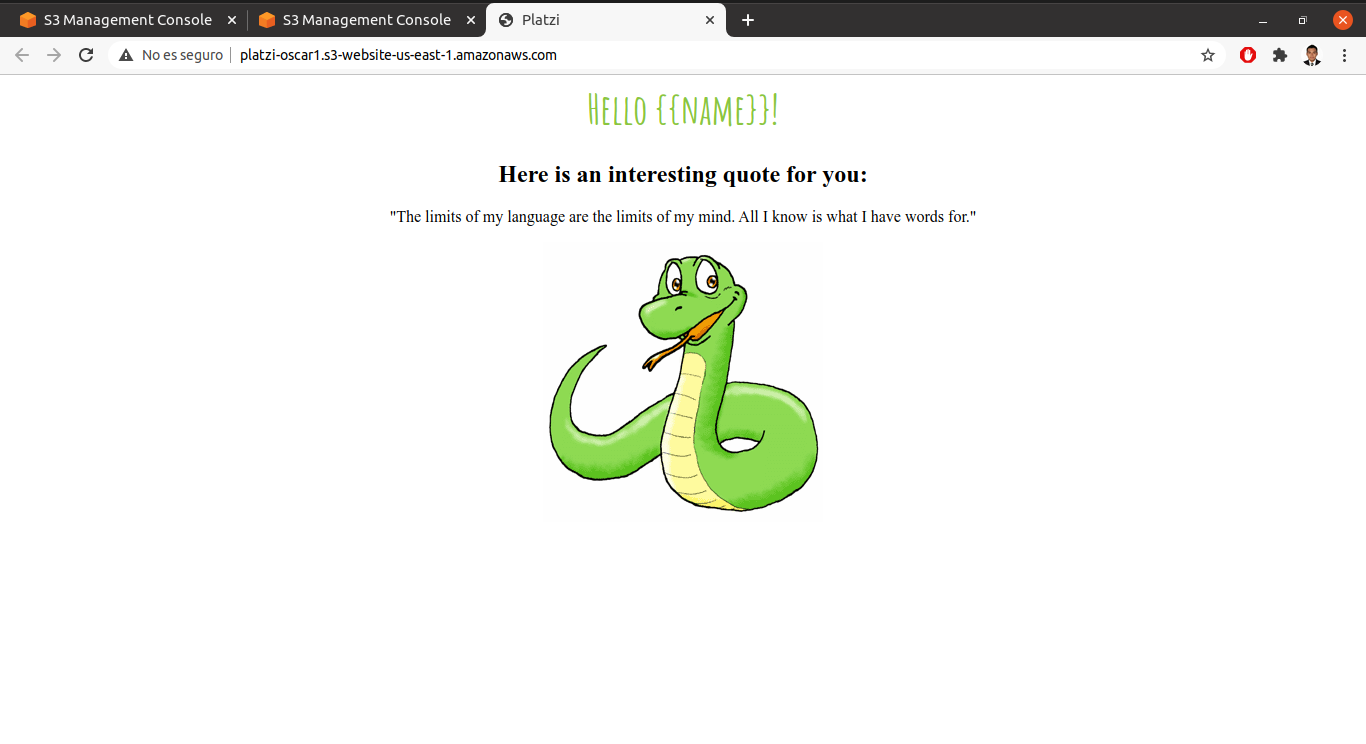 S3 Management Console
S3 Management Console
Platzi
No es seguro
platzi-oscar1.s3-website-us-east-1.amazonaws.com
Hello {{name}}!
Here is an interesting quote for you:
"The limits of my language are the limits of my mind. All I know is what I have words for."